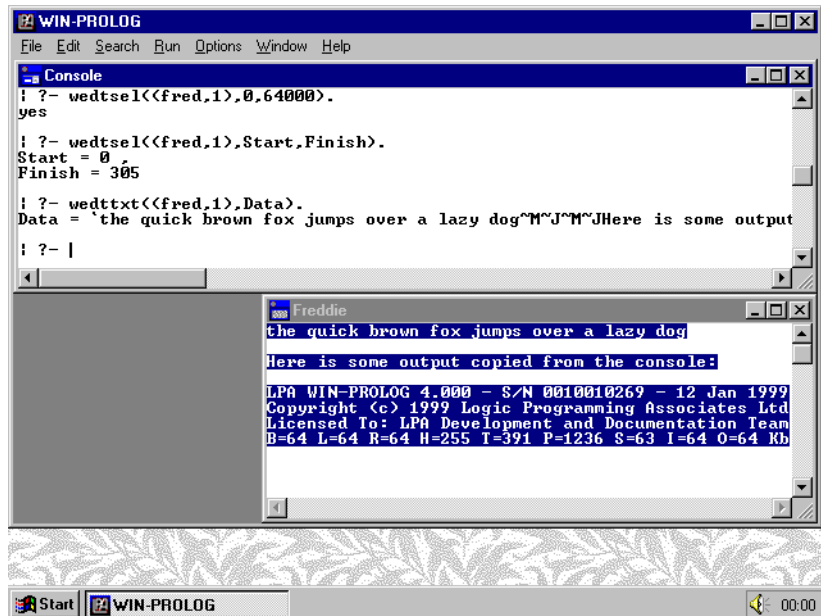 WIN-PROLOG
File Edit Search Run Options Window Help
Console
| ?- wedtsel((fred,1),0,64000).
yes
| ?- wedtsel((fred,1),Start,Finish).
Start = 0 ,
Finish = 305
| ?- wedttxt((fred,1),Data).
Data = `the quick brown fox jumps over a lazy dog~M~J~M~JHere is some output
| ?- |
Freddie
the quick brown fox jumps over a lazy dog
Here is some output copied from the console:
LPA WIN-PROLOG 4.000 - S/N 0010010269 - 12 Jan 1999
Copyright (c) 1999 Logic Programming Associates Ltd
Licensed To: LPA Development and Documentation Team
B=64 L=64 R=64 H=255 T=391 P=1236 S=63 I=64 O=64 Kb
Start WIN-PROLOG 00:00